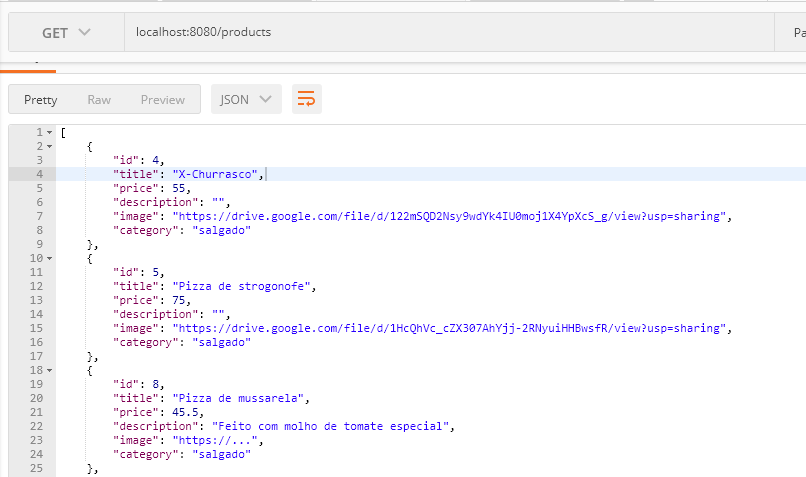 GET localhost:8080/products Pa
Pretty Raw Preview JSON
1 [
2 {
3 "id": 4,
4 "title": "X-Churrasco",
5 "price": 55,
6 "description": "",
7 "image": "https://drive.google.com/file/d/122mSQD2Nsy9wdYk4IU0moj1X4YpXcS_g/view?usp=sharing",
8 "category": "salgado"
9 },
10 {
11 "id": 5,
12 "title": "Pizza de strogonofe",
13 "price": 75,
14 "description": "",
15 "image": "https://drive.google.com/file/d/1HcQhVc_cZX307AhYjj-2RNyuiHHBwsfR/view?usp=sharing",
16 "category": "salgado"
17 },
18 {
19 "id": 8,
20 "title": "Pizza de mussarela",
21 "price": 45.5,
22 "description": "Feito com molho de tomate especial",
23 "image": "https://...",
24 "category": "salgado"
25 },